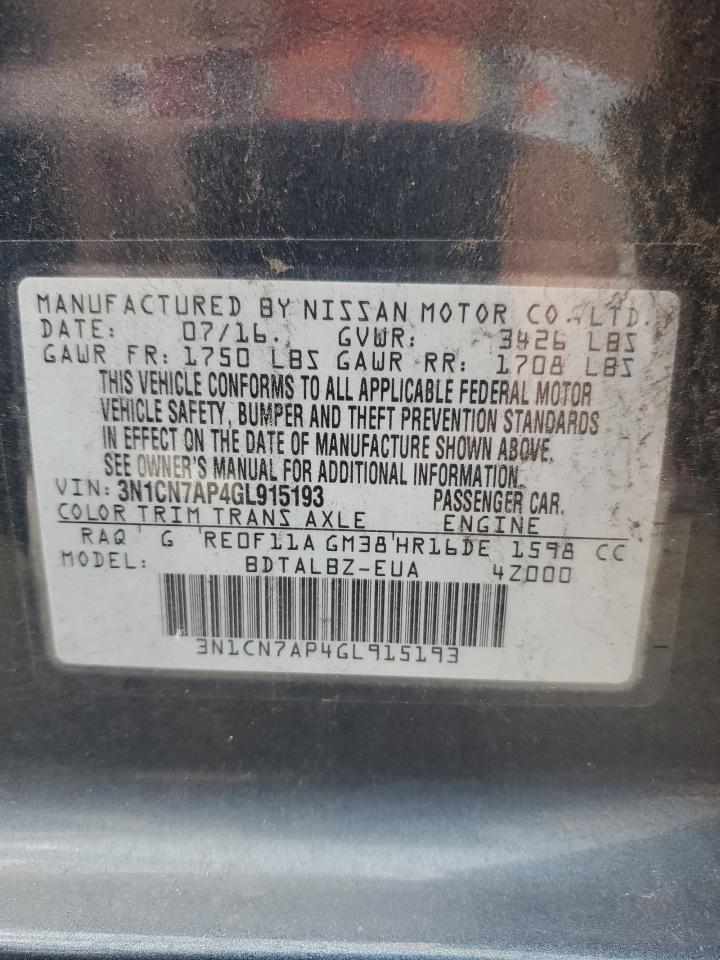 MANUFACTURED BY NISSAN MOTOR CO.,LTD.
DATE: 07/16. GVWR: 3426 LBS
GAWR FR: 1750 LBS GAWR RR: 1708 LBS
THIS VEHICLE CONFORMS TO ALL APPLICABLE FEDERAL MOTOR
VEHICLE SAFETY, BUMPER AND THEFT PREVENTION STANDARDS
IN EFFECT ON THE DATE OF MANUFACTURE SHOWN ABOVE.
SEE OWNER'S MANUAL FOR ADDITIONAL INFORMATION.
VIN: 3N1CN7AP4GL915193 PASSENGER CAR.
COLOR TRIM TRANS AXLE ENGINE
RAQ G RE0F11A GM38 HR16DE 1598 CC
MODEL: BDTALBZ-EUA 4Z000
3N1CN7AP4GL915193